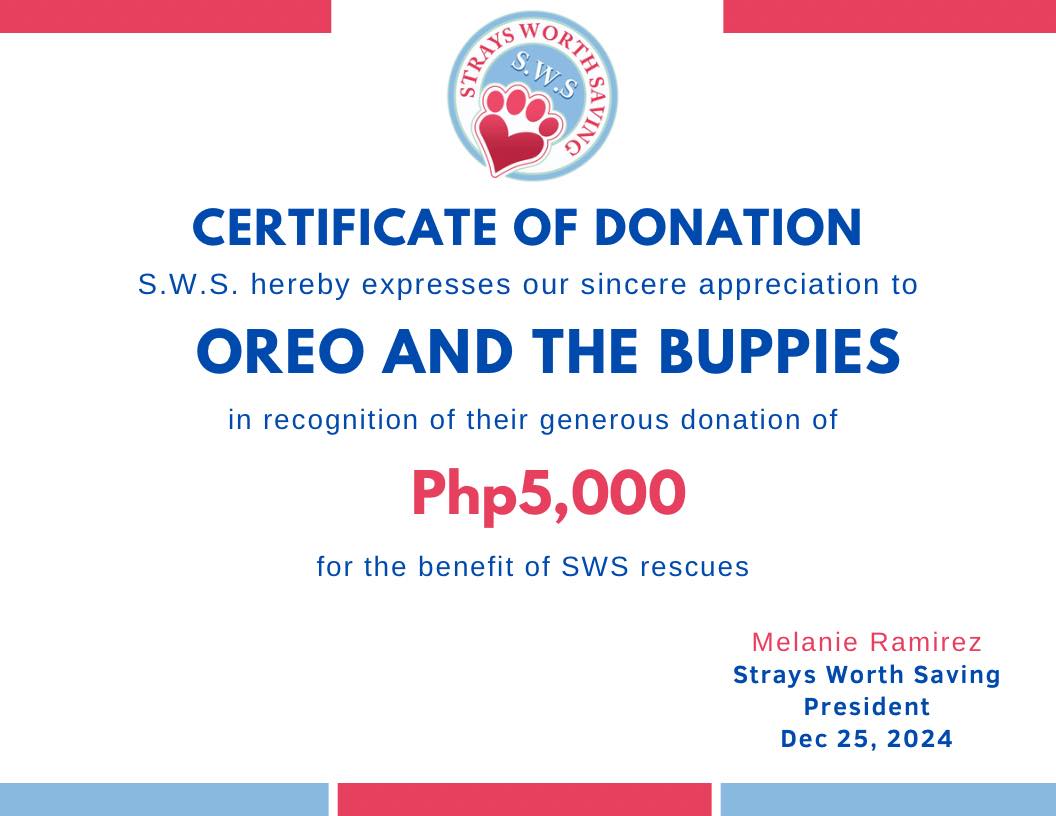 STRAYS WORTH SAVING
S.W.S
CERTIFICATE OF DONATION
S.W.S. hereby expresses our sincere appreciation to
OREO AND THE BUPPIES
in recognition of their generous donation of
Php5,000
for the benefit of SWS rescues
Melanie Ramirez
Strays Worth Saving
President
Dec 25, 2024